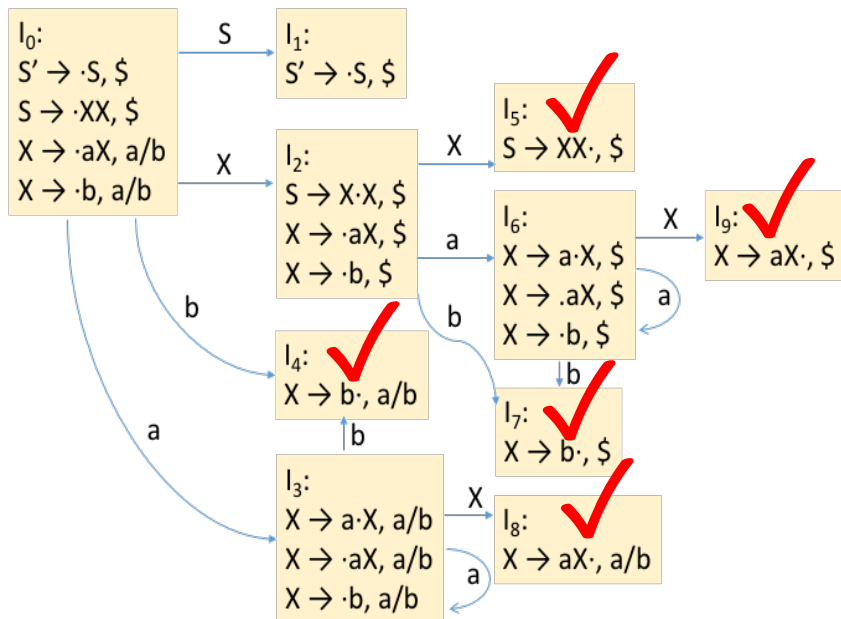 I₀:
S′ → ·S, $
S → ·XX, $
X → ·aX, a/b
X → ·b, a/b
S
I₁:
S′ → ·S, $
X
I₂:
S → X·X, $
X → ·aX, $
X → ·b, $
X
I₅:
S → XX·, $
a
I₆:
X → a·X, $
X → .aX, $
X → ·b, $
X
I₉:
X → aX·, $
a
b
b
I₄:
X → b·, a/b
b
b
I₇:
X → b·, $
a
I₃:
X → a·X, a/b
X → ·aX, a/b
X → ·b, a/b
X
I₈:
X → aX·, a/b
a